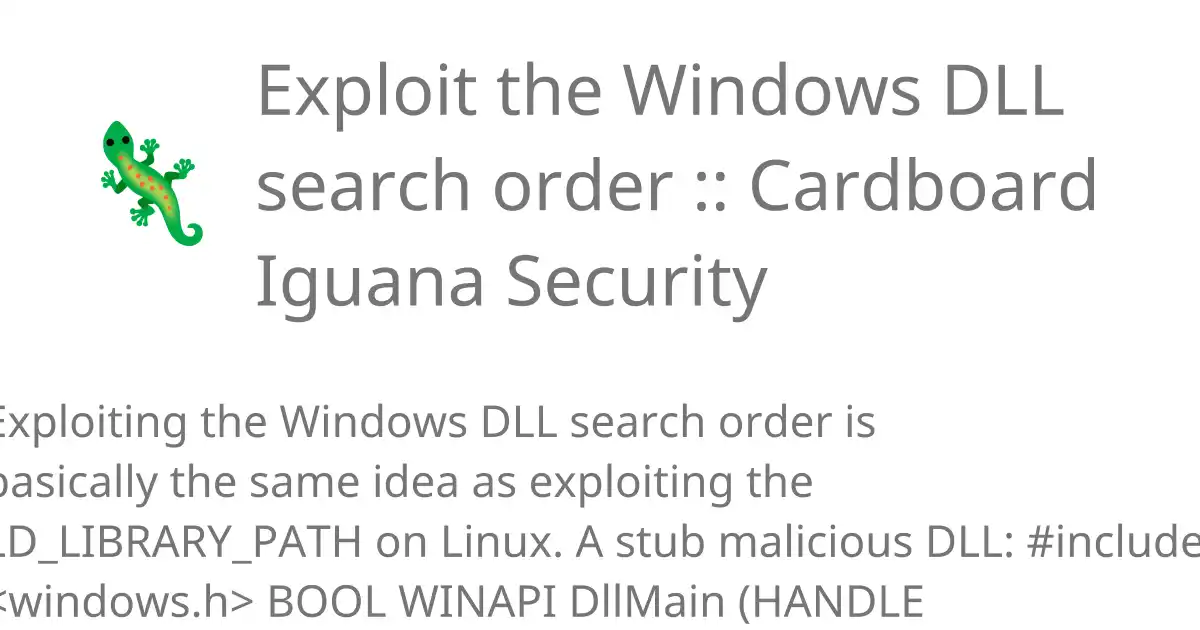 Exploit the Windows DLL
search order :: Cardboard
Iguana Security
Exploiting the Windows DLL search order is
basically the same idea as exploiting the
LD_LIBRARY_PATH on Linux. A stub malicious DLL: #include
<windows.h> BOOL WINAPI DllMain (HANDLE